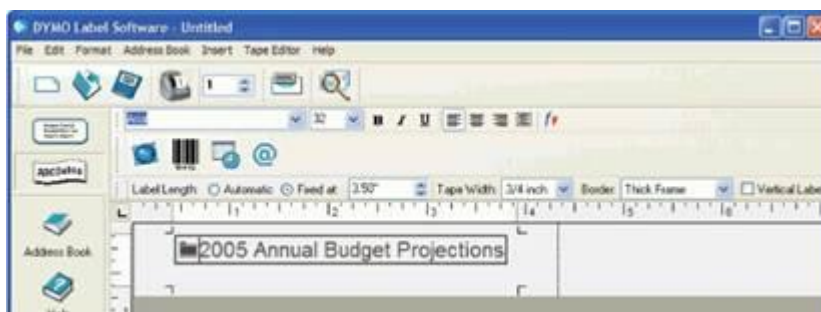 DYMO Label Software - Untitled
File Edit Format Address Book Insert Tape Editor Help
1
32 B I U
Label Length: Automatic Fixed at: 3.50" Tape Width: 3/4 inch Border: Thick Frame Vertical Label
1 2 3 4 5 6
Address Book
2005 Annual Budget Projections
Help